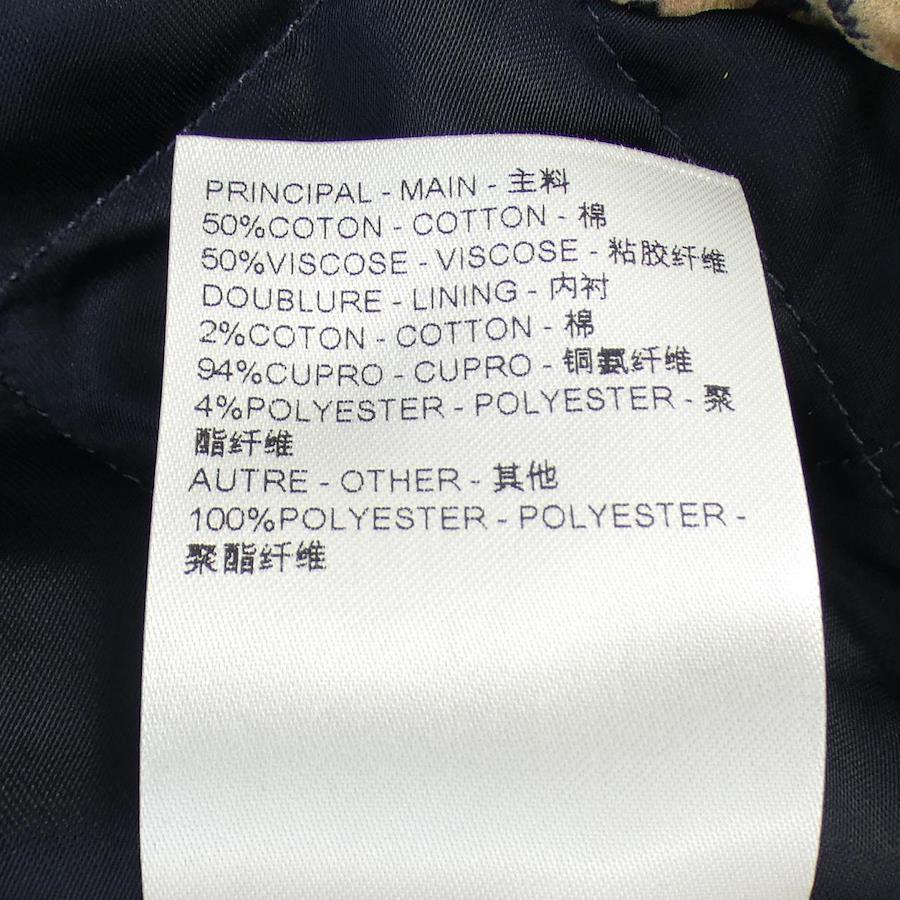 PRINCIPAL - MAIN - 主料
50%COTON - COTTON - 棉
50%VISCOSE - VISCOSE - 粘胶纤维
DOUBLURE - LINING - 内衬
2%COTON - COTTON - 棉
94%CUPRO - CUPRO - 铜氨纤维
4%POLYESTER - POLYESTER - 聚
酯纤维
AUTRE - OTHER - 其他
100%POLYESTER - POLYESTER -
聚酯纤维